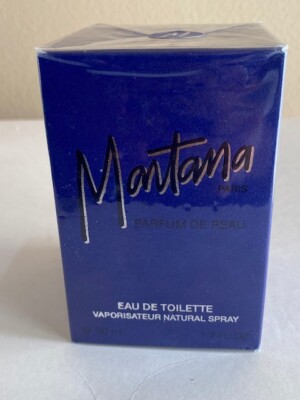 Montana
PARIS
PARFUM DE PEAU
EAU DE TOILETTE
VAPORISATEUR NATURAL SPRAY